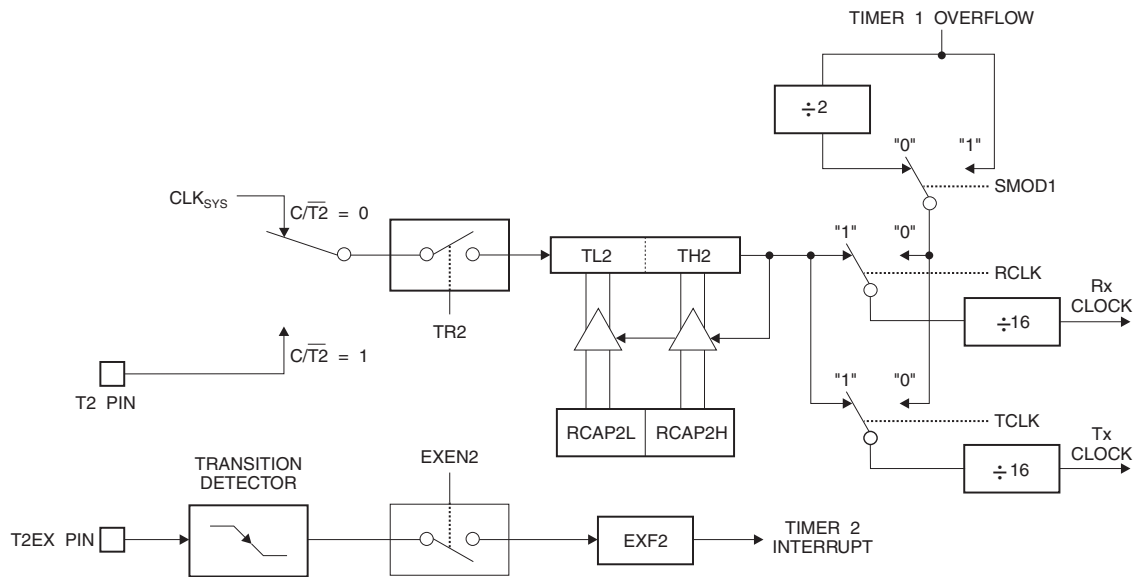 TIMER 1 OVERFLOW
÷2
"0" "1"
SMOD1
CLKSYS
C/T̅2̅ = 0
TR2
TL2 TH2
"1" "0"
RCLK
÷16
Rx
CLOCK
C/T̅2̅ = 1
T2 PIN
RCAP2L RCAP2H
"1" "0"
TCLK
÷16
Tx
CLOCK
TRANSITION
DETECTOR
EXEN2
T2EX PIN
EXF2
TIMER 2
INTERRUPT